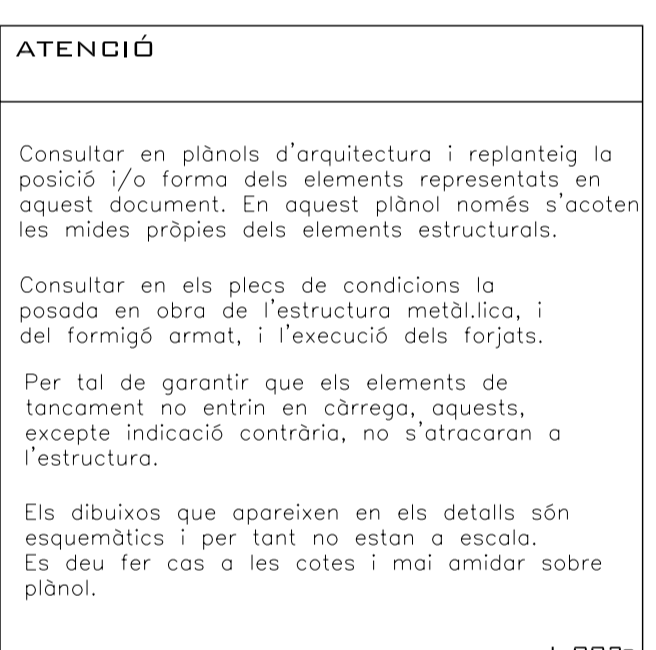 ATENCIÓ
Consultar en plànols d'arquitectura i replanteig la
posició i/o forma dels elements representats en
aquest document. En aquest plànol només s'acoten
les mides pròpies dels elements estructurals.
Consultar en els plecs de condicions la
posada en obra de l'estructura metàl.lica, i
del formigó armat, i l'execució dels forjats.
Per tal de garantir que els elements de
tancament no entrin en càrrega, aquests,
excepte indicació contrària, no s'atracaran a
l'estructura.
Els dibuixos que apareixen en els detalls són
esquemàtics i per tant no estan a escala.
Es deu fer cas a les cotes i mai amidar sobre
plànol.